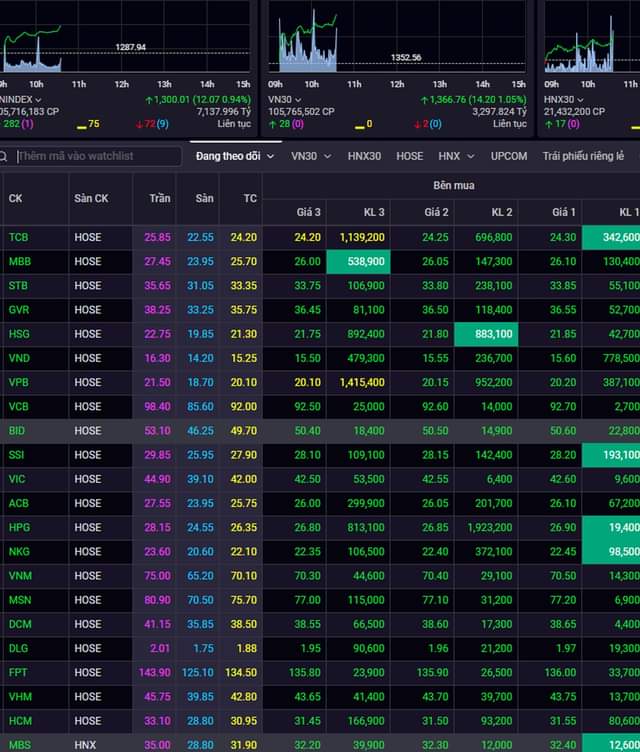 1287.94
1352.56
09h 10h 11h 12h 13h 14h 15h
09h 10h 11h 12h 13h 14h 15h
09h 10h 11h
NINDEX 1,300.01 (12.07 0.94%)
05,716,183 CP 7,137.996 Tỷ
282 (1) 75 72 (9) Liên tục
VN30 1,366.76 (14.20 1.05%)
105,765,502 CP 3,297.824 Tỷ
28 (0) 0 2 (0) Liên tục
HNX30
21,432,200 CP
17 (0)
Thêm mã vào watchlist Đang theo dõi VN30 HNX30 HOSE HNX UPCOM Trái phiếu riêng lẻ
CK Sàn CK Trần Sàn TC Bên mua
Giá 3 KL 3 Giá 2 KL 2 Giá 1 KL 1
TCB HOSE 25.85 22.55 24.20 24.20 1,139,200 24.25 696,800 24.30 342,600
MBB HOSE 27.45 23.95 25.70 26.00 538,900 26.05 147,300 26.10 130,400
STB HOSE 35.65 31.05 33.35 33.75 106,900 33.80 238,100 33.85 55,100
GVR HOSE 38.25 33.25 35.75 36.45 81,100 36.50 118,400 36.55 52,700
HSG HOSE 22.75 19.85 21.30 21.75 892,400 21.80 883,100 21.85 42,700
VND HOSE 16.30 14.20 15.25 15.50 479,300 15.55 236,700 15.60 778,500
VPB HOSE 21.50 18.70 20.10 20.10 1,415,400 20.15 952,200 20.20 387,100
VCB HOSE 98.40 85.60 92.00 92.50 25,000 92.60 14,000 92.70 2,700
BID HOSE 53.10 46.25 49.70 50.40 18,400 50.50 14,900 50.60 22,800
SSI HOSE 29.85 25.95 27.90 28.10 109,100 28.15 142,400 28.20 193,100
VIC HOSE 44.90 39.10 42.00 42.50 53,500 42.55 6,400 42.60 9,600
ACB HOSE 27.55 23.95 25.75 26.00 299,900 26.05 201,700 26.10 67,200
HPG HOSE 28.15 24.55 26.35 26.80 813,100 26.85 1,923,200 26.90 19,400
NKG HOSE 23.60 20.60 22.10 22.35 106,500 22.40 372,100 22.45 98,500
VNM HOSE 75.00 65.20 70.10 70.30 44,600 70.40 29,100 70.50 14,300
MSN HOSE 80.90 70.50 75.70 77.00 115,000 77.10 31,200 77.20 6,900
DCM HOSE 41.15 35.85 38.50 38.55 66,500 38.60 17,300 38.65 4,400
DLG HOSE 2.01 1.75 1.88 1.95 90,600 1.96 21,200 1.97 19,300
FPT HOSE 143.90 125.10 134.50 135.80 23,900 135.90 26,500 136.00 33,700
VHM HOSE 45.75 39.85 42.80 43.65 41,400 43.70 39,700 43.75 13,700
HCM HOSE 33.10 28.80 30.95 31.45 166,900 31.50 93,200 31.55 80,600
MBS HNX 35.00 28.80 31.90 32.20 39,900 32.30 12,000 32.40 12,600